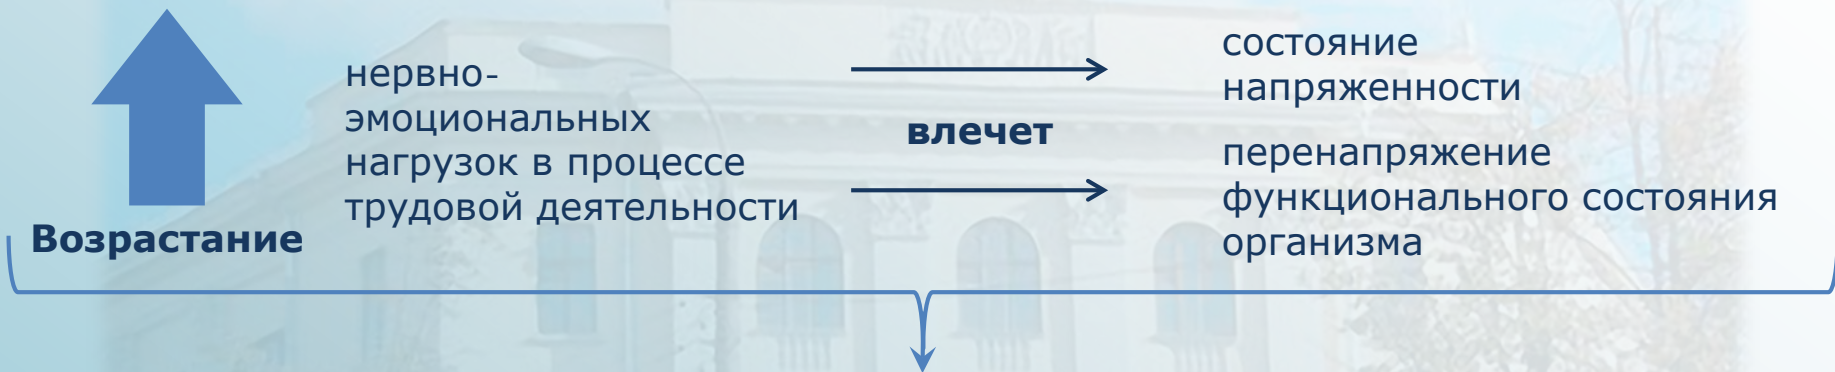 Возрастание
нервно-
эмоциональных
нагрузок в процессе
трудовой деятельности
влечет
состояние
напряженности
перенапряжение
функционального состояния
организма